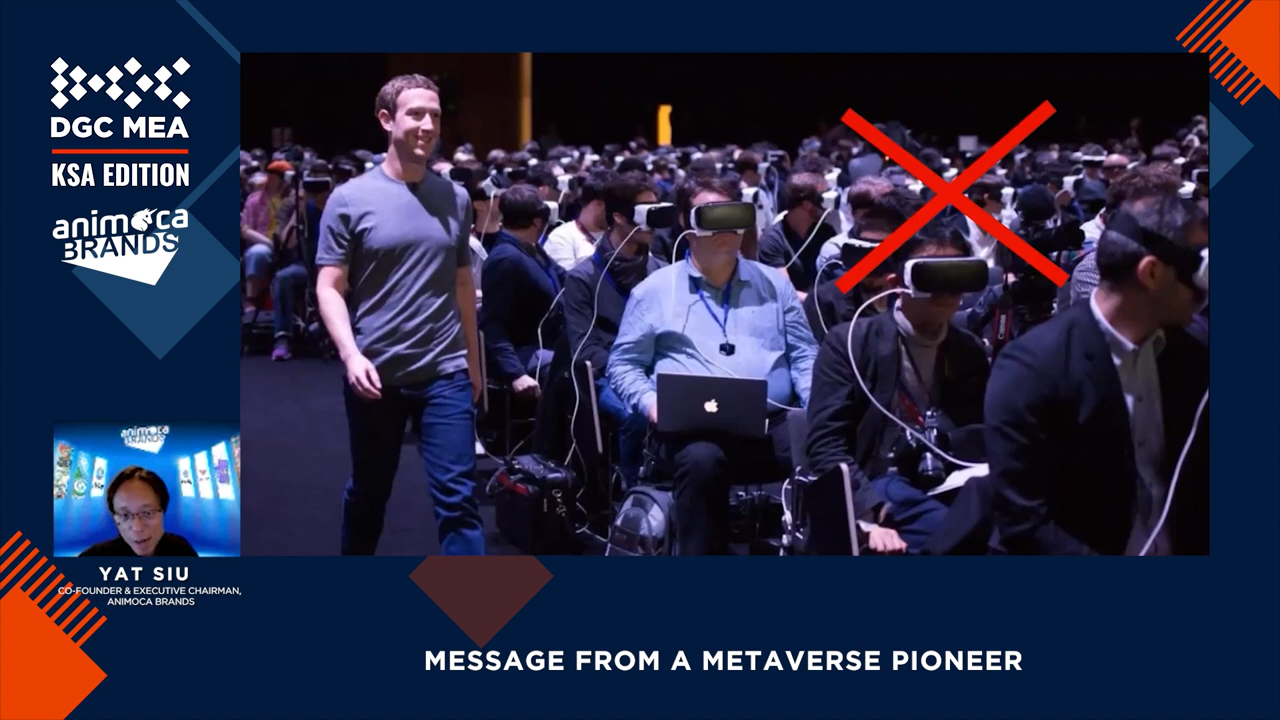 DGC MEA
KSA EDITION
animoca
BRANDS
animoca
BRANDS
YAT SIU
CO-FOUNDER & EXECUTIVE CHAIRMAN,
ANIMOCA BRANDS
Canon
MESSAGE FROM A METAVERSE PIONEER